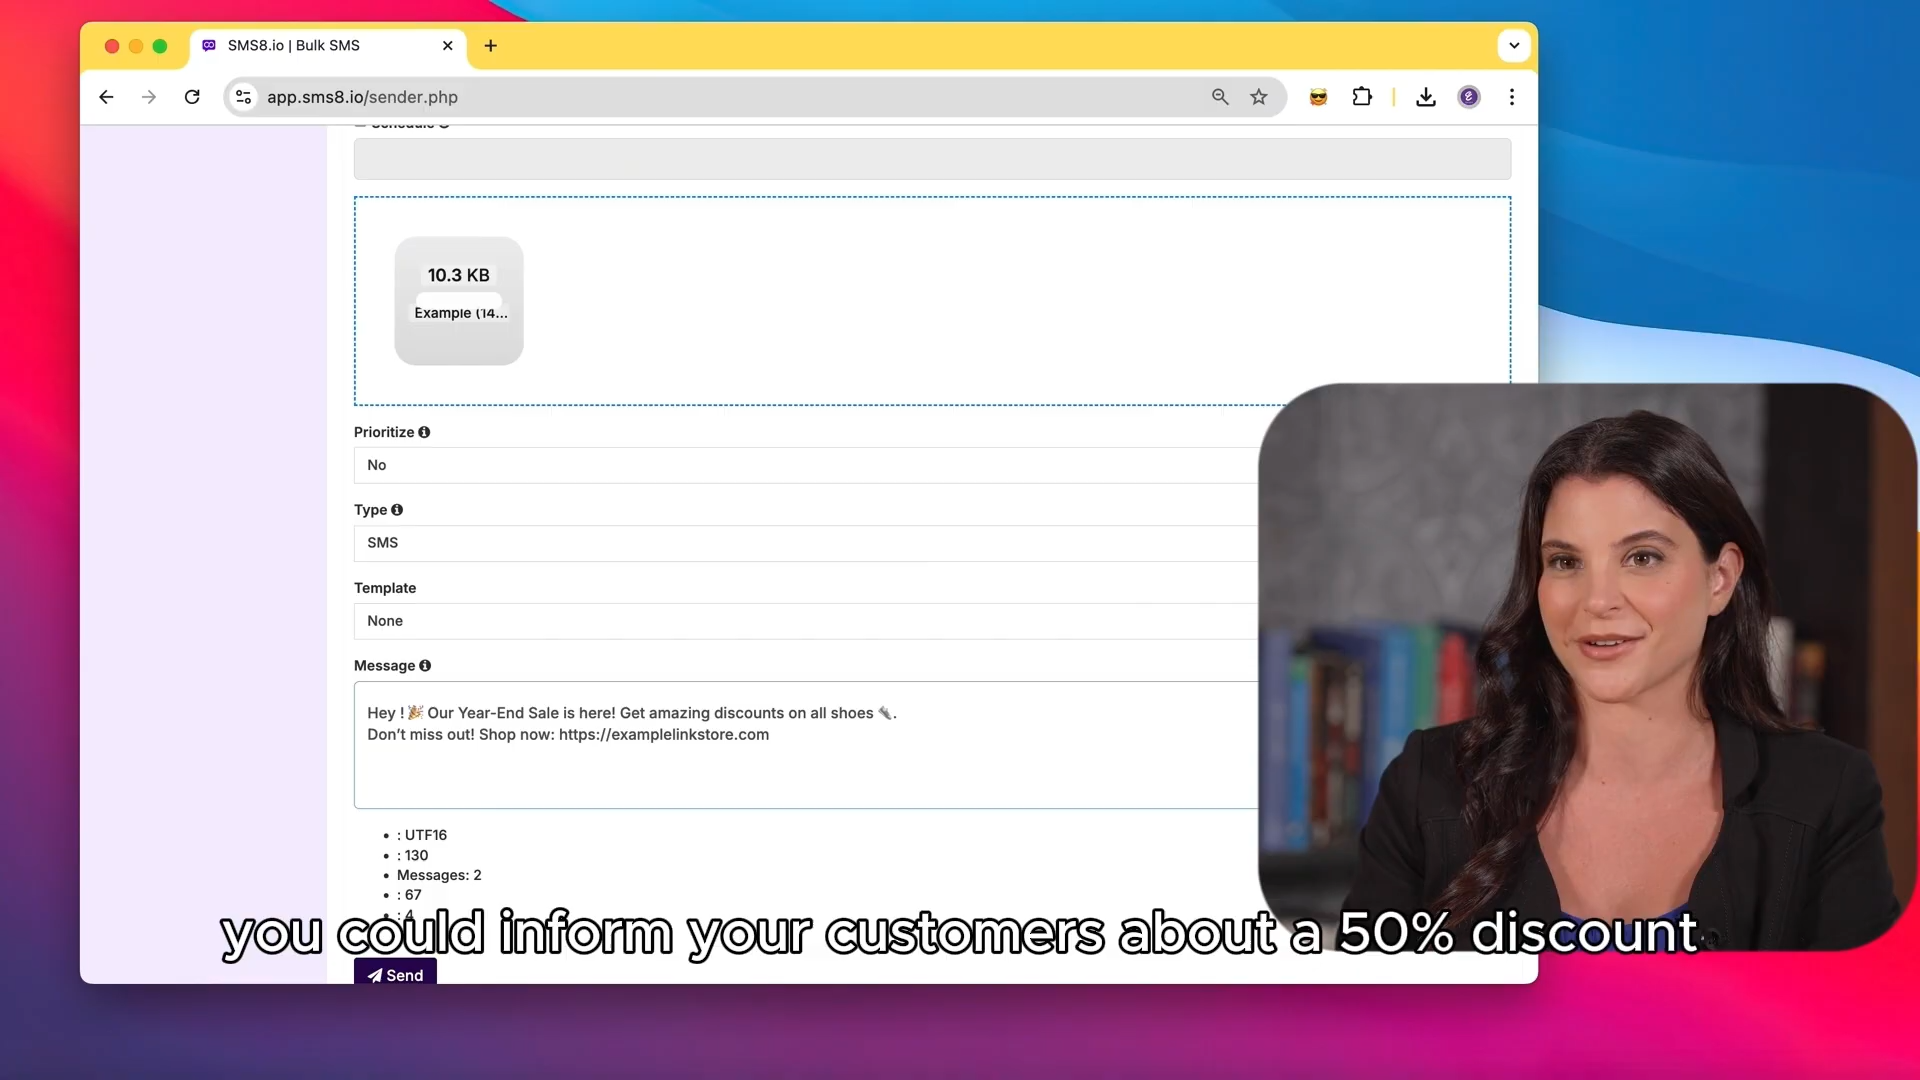 SMS8.io | Bulk SMS
app.sms8.io/sender.php
Schedule
10.3 KB
Example (14...
Prioritize
No
Type
SMS
Template
None
Message
Hey ! 🎉 Our Year-End Sale is here! Get amazing discounts on all shoes 👟.
Don't miss out! Shop now: https://examplelinkstore.com
: UTF16
: 130
Messages: 2
: 67
: 4
you could inform your customers about a 50% discount
Send